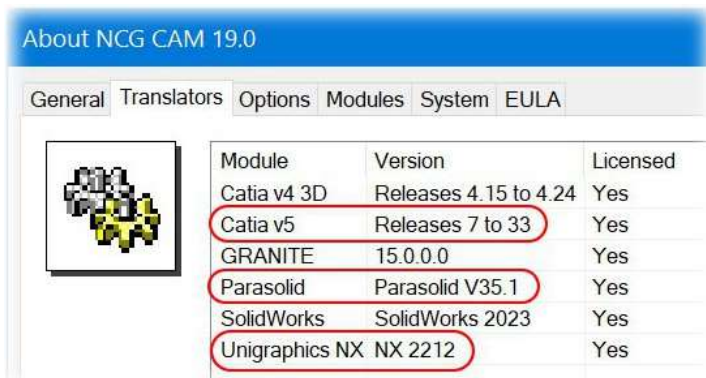 About NCG CAM 19.0
General Translators Options Modules System EULA
Module Version Licensed
Catia v4 3D Releases 4.15 to 4.24 Yes
Catia v5 Releases 7 to 33 Yes
GRANITE 15.0.0.0 Yes
Parasolid Parasolid V35.1 Yes
SolidWorks SolidWorks 2023 Yes
Unigraphics NX NX 2212 Yes